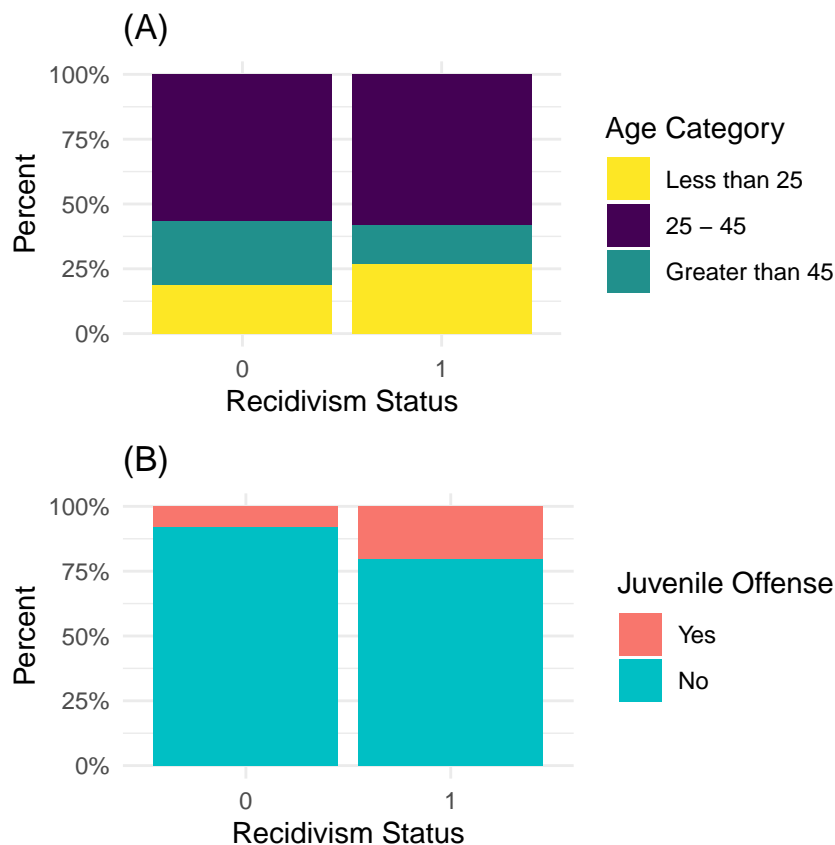 (A)
100%
75%
50%
25%
0%
Percent
0
1
Recidivism Status
Age Category
Less than 25
25 – 45
Greater than 45
(B)
100%
75%
50%
25%
0%
Percent
0
1
Recidivism Status
Juvenile Offense
Yes
No